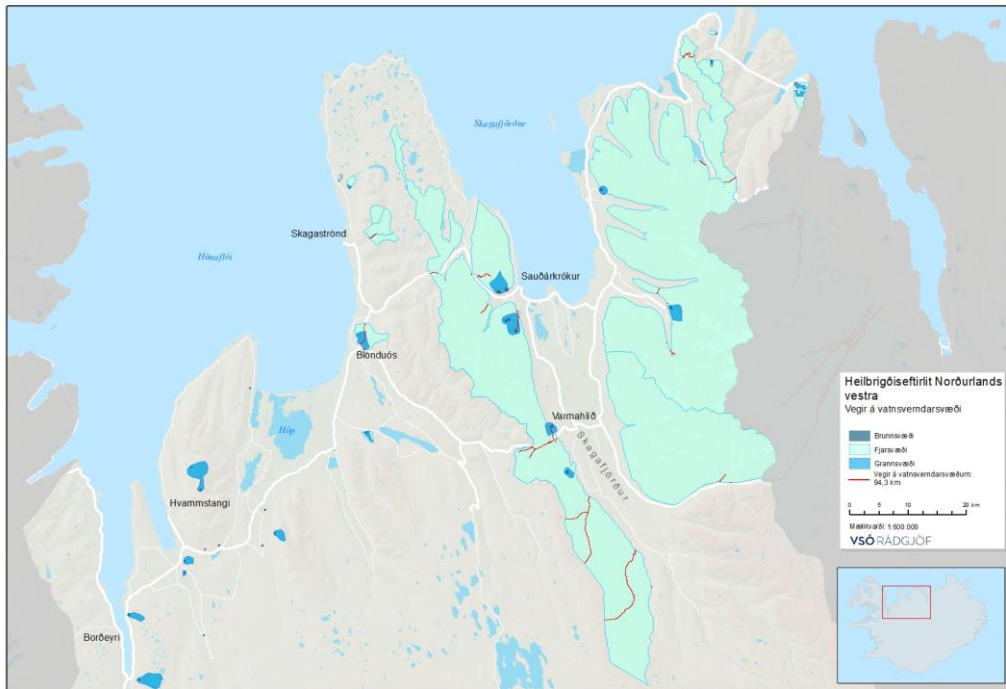 Skagafjörður
Skagaströnd
Húnaflói
Sauðárkrókur
Blönduós
Varmahlíð
Hóp
Skagafjörður
Hvammstangi
Borðeyri
Heilbrigðiseftirlit Norðurlands
vestra
Vegir á vatnsverndarsvæði
Brunnsvæði
Fjarsvæði
Grannsvæði
Vegir á vatnsverndarsvæðum:
94,3 km
0 5 10 20 km
Mælikvarði: 1:600.000
VSÓ RÁÐGJÖF